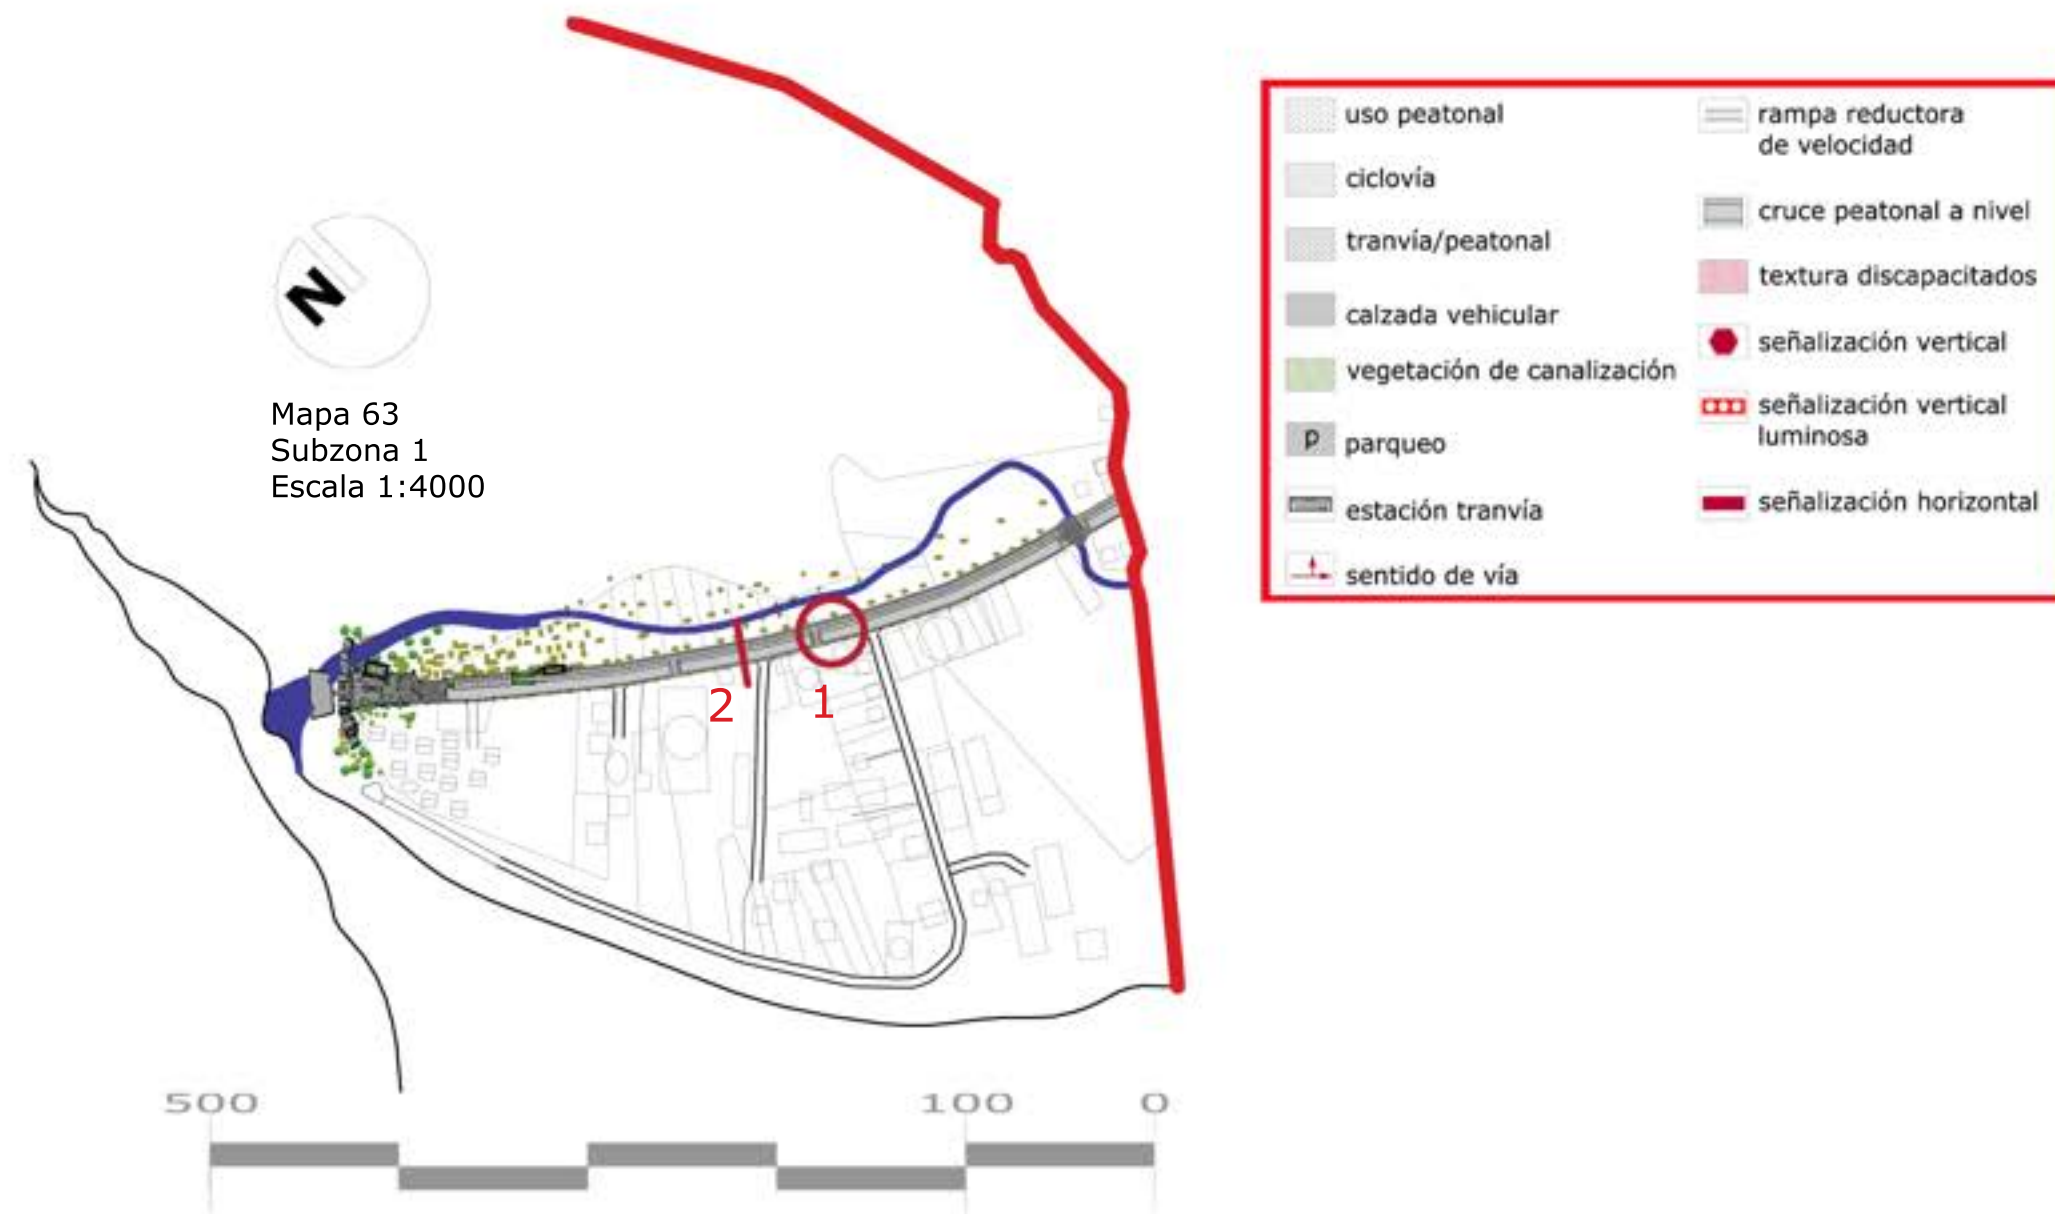 N
Mapa 63
Subzona 1
Escala 1:4000
uso peatonal
ciclovía
tranvía/peatonal
calzada vehicular
vegetación de canalización
p parqueo
estación tranvía
sentido de vía
rampa reductora
de velocidad
cruce peatonal a nivel
textura discapacitados
señalización vertical
señalización vertical
luminosa
señalización horizontal
2 1
500 100 0